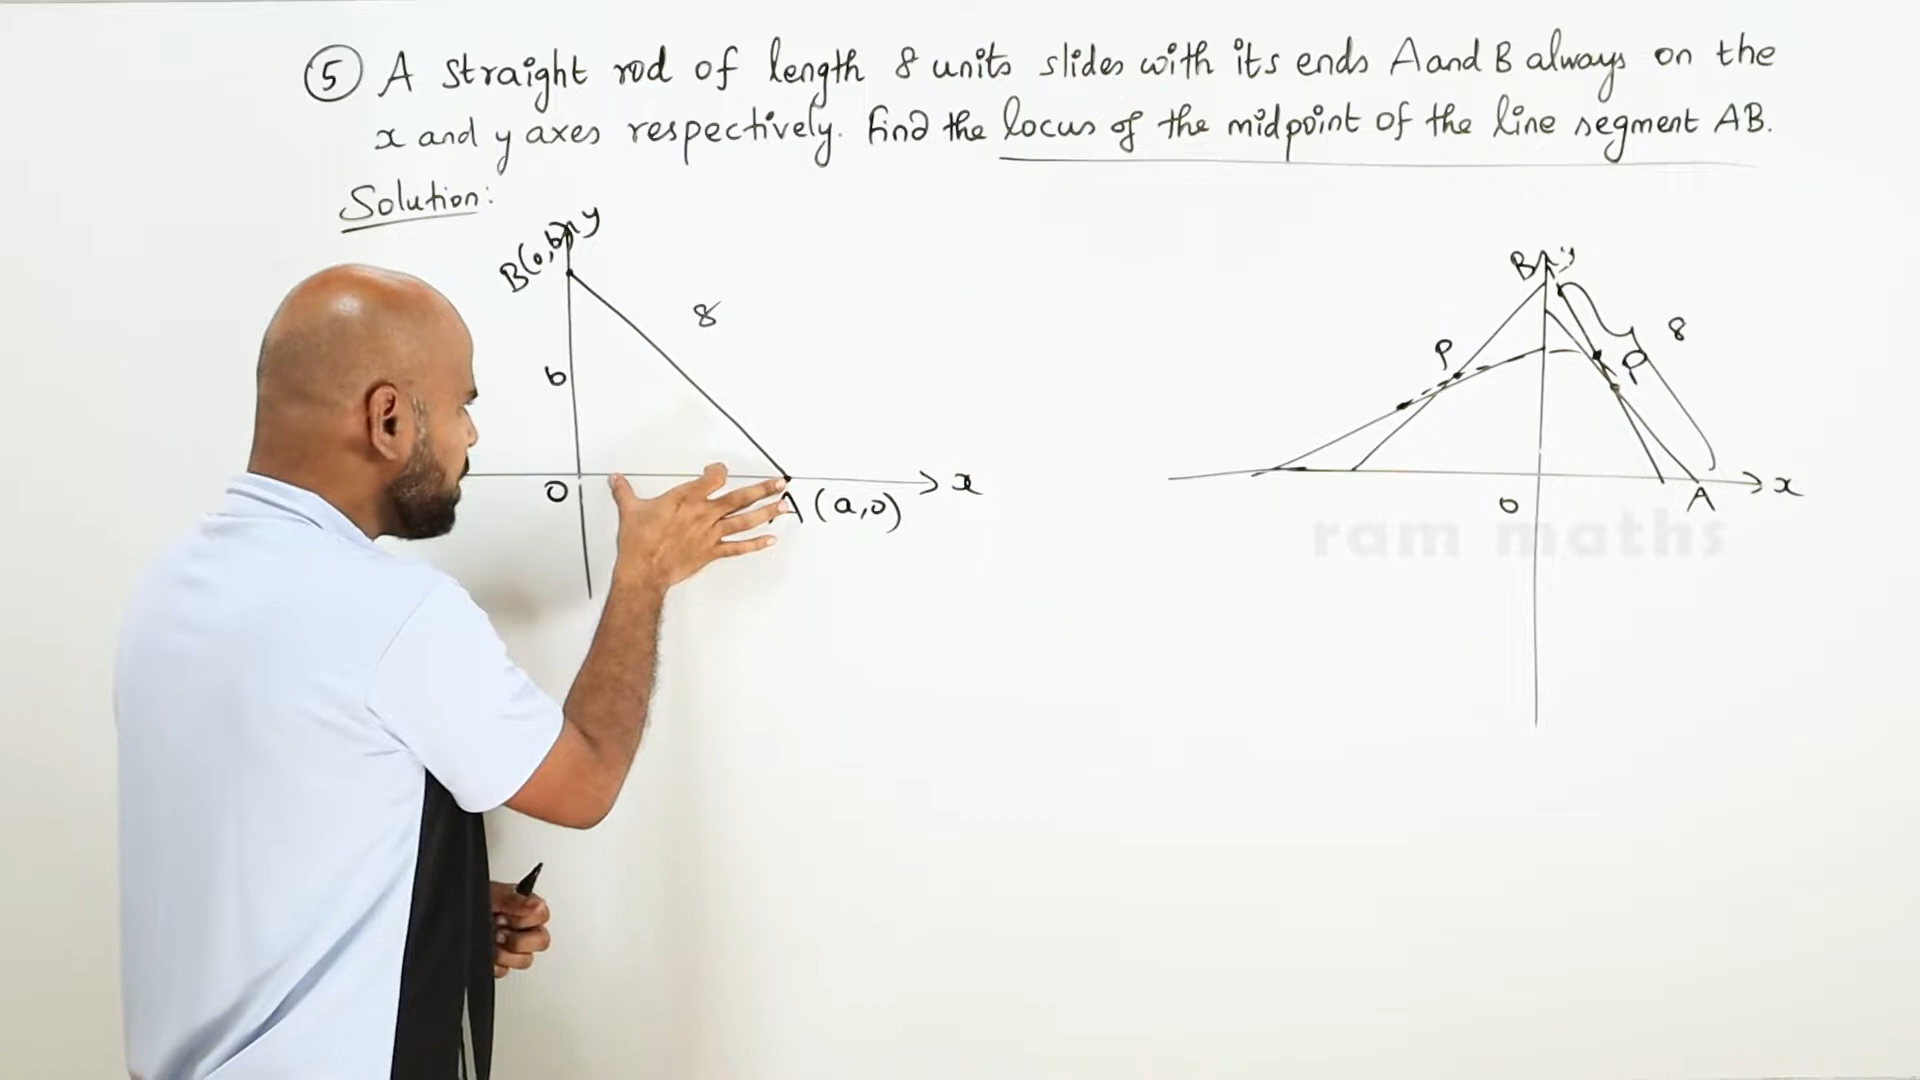 ⑤ A straight rod of length 8 units slides with its ends A and B always on the
x and y axes respectively. Find the locus of the midpoint of the line segment AB.
Solution:
y
B(0,b)
8
b
0
A (a,0)
x
B
y
8
P
P
0
A
x
ram maths